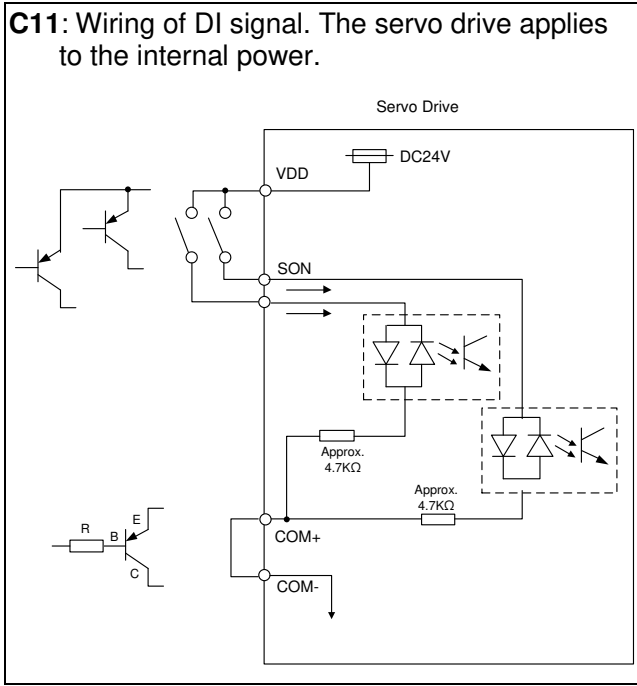 C11: Wiring of DI signal. The servo drive applies
to the internal power.
Servo Drive
VDD
DC24V
SON
Approx.
4.7KΩ
Approx.
4.7KΩ
R
B
E
C
COM+
COM-